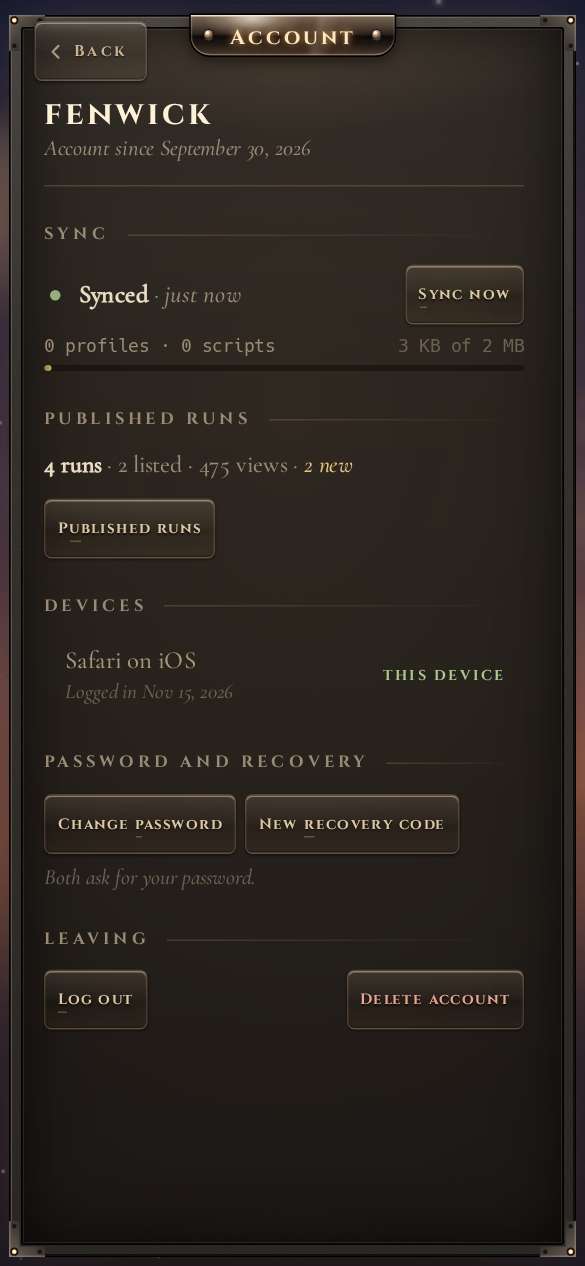 Back
Account
FENWICK
Account since September 30, 2026
SYNC
Synced · just now
Sync now
0 profiles · 0 scripts
3 KB of 2 MB
PUBLISHED RUNS
4 runs · 2 listed · 475 views · 2 new
Published runs
DEVICES
Safari on iOS
THIS DEVICE
Logged in Nov 15, 2026
PASSWORD AND RECOVERY
Change password
New recovery code
Both ask for your password.
LEAVING
Log out
Delete account